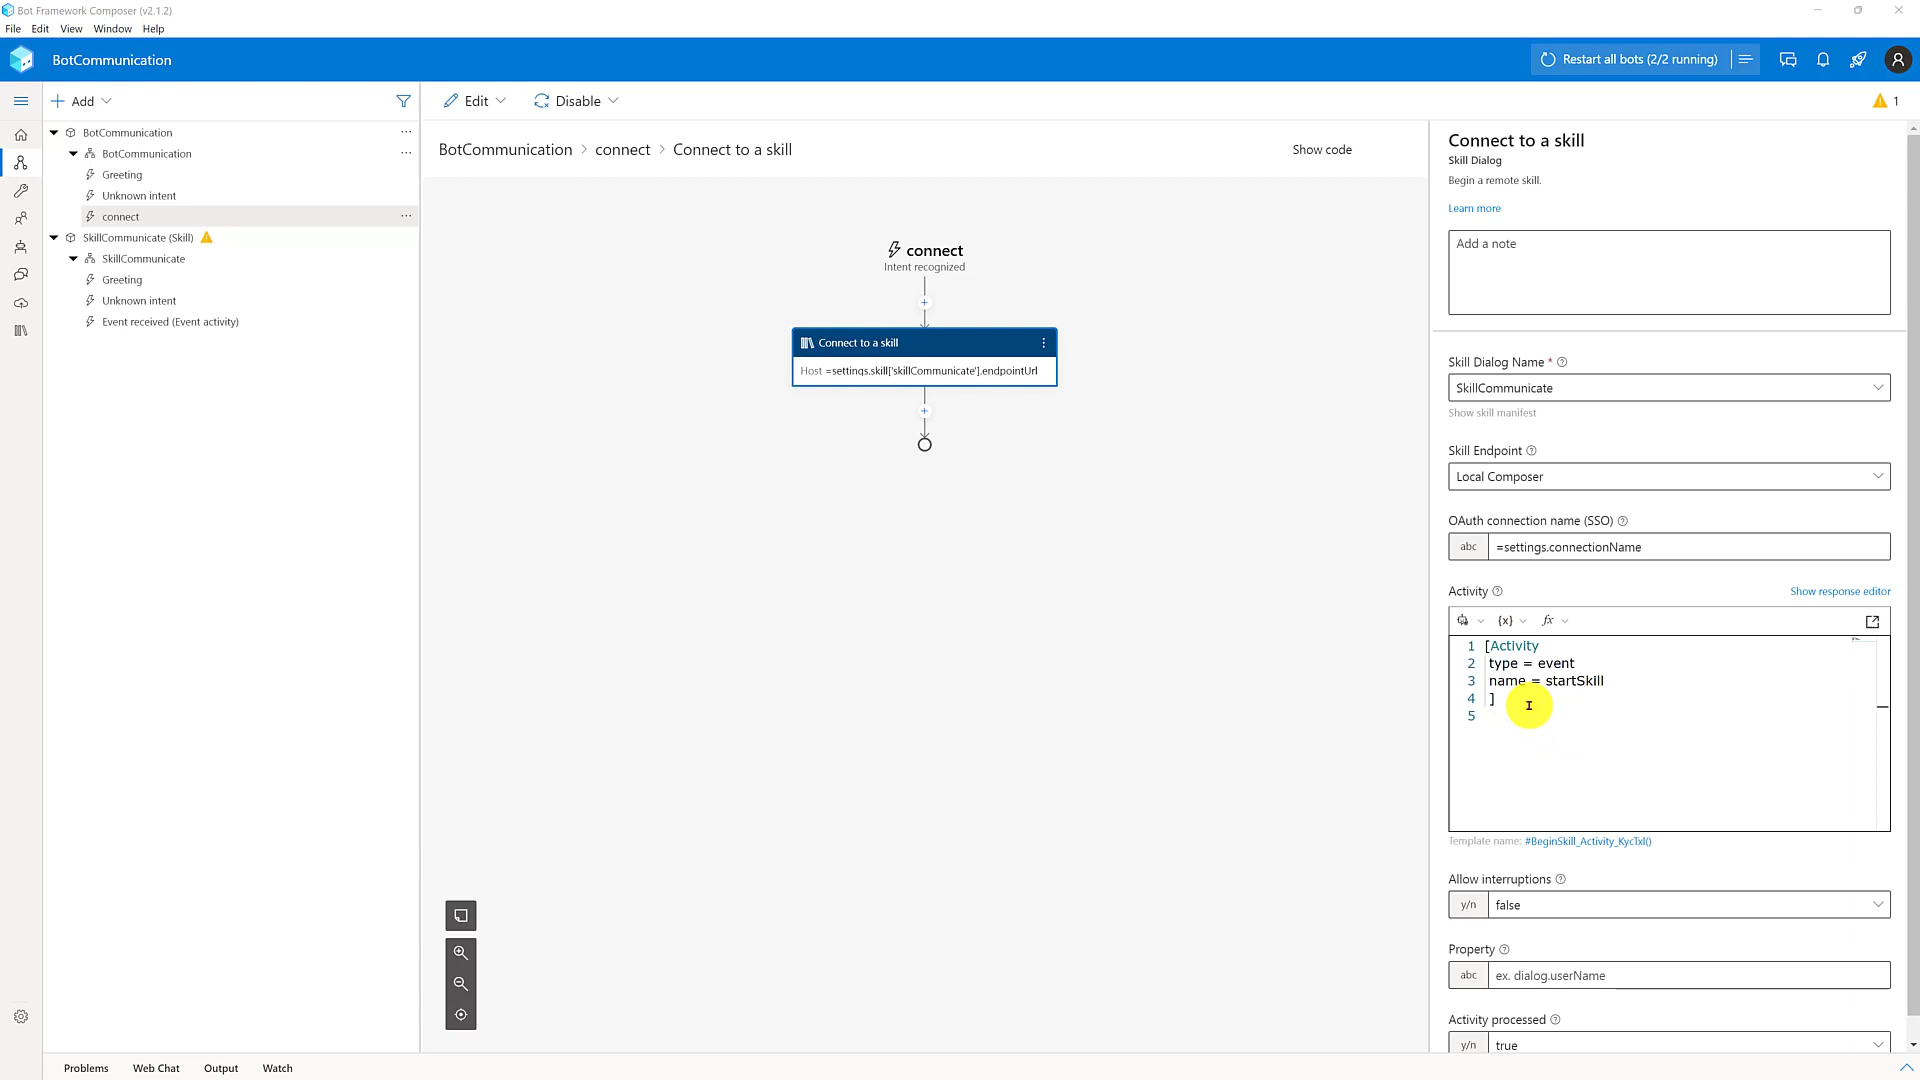 Bot Framework Composer (v2.1.2)
File Edit View Window Help
BotCommunication
Restart all bots (2/2 running)
Add
Edit
Disable
1
BotCommunication
BotCommunication
Greeting
Unknown intent
connect
SkillCommunicate (Skill)
SkillCommunicate
Greeting
Unknown intent
Event received (Event activity)
BotCommunication > connect > Connect to a skill
Show code
connect
Intent recognized
Connect to a skill
Host =settings.skill['skillCommunicate'].endpointUrl
Connect to a skill
Skill Dialog
Begin a remote skill.
Learn more
Add a note
Skill Dialog Name *
SkillCommunicate
Show skill manifest
Skill Endpoint
Local Composer
OAuth connection name (SSO)
abc =settings.connectionName
Activity
Show response editor
{x} fx
1 [Activity
2 type = event
3 name = startSkill
4 ]
5
Template name: #BeginSkill_Activity_KycTxl()
Allow interruptions
y/n false
Property
abc ex. dialog.userName
Activity processed
y/n true
Problems Web Chat Output Watch